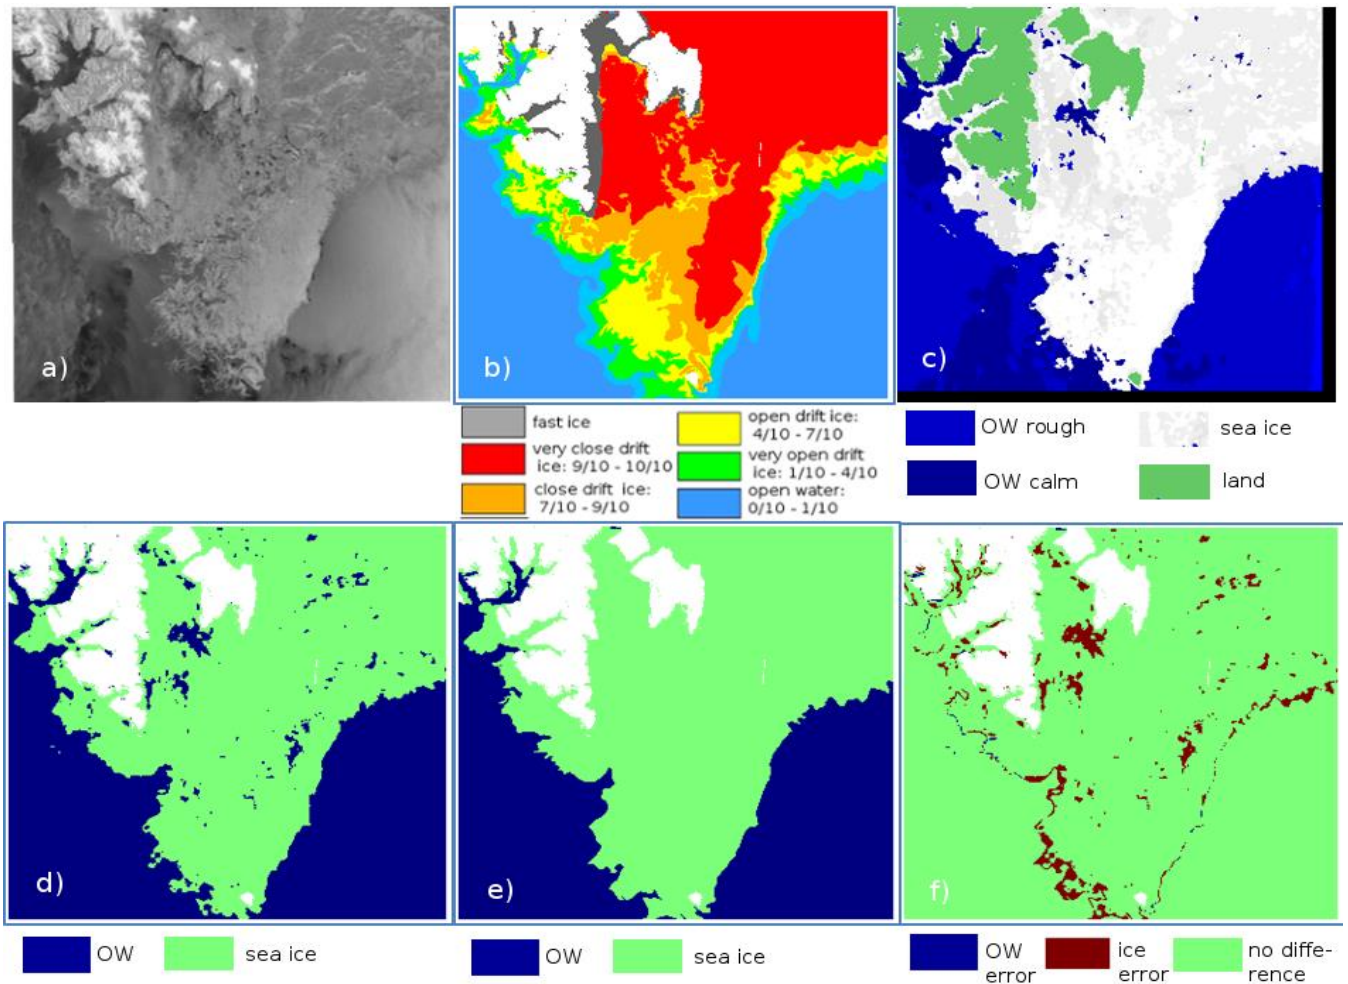 a)
b)
c)
fast ice
very close drift
ice: 9/10 - 10/10
close drift ice:
7/10 - 9/10
open drift ice:
4/10 - 7/10
very open drift
ice: 1/10 - 4/10
open water:
0/10 - 1/10
OW rough
sea ice
OW calm
land
d)
e)
f)
OW
sea ice
OW
sea ice
OW
error
ice
error
no diffe-
rence